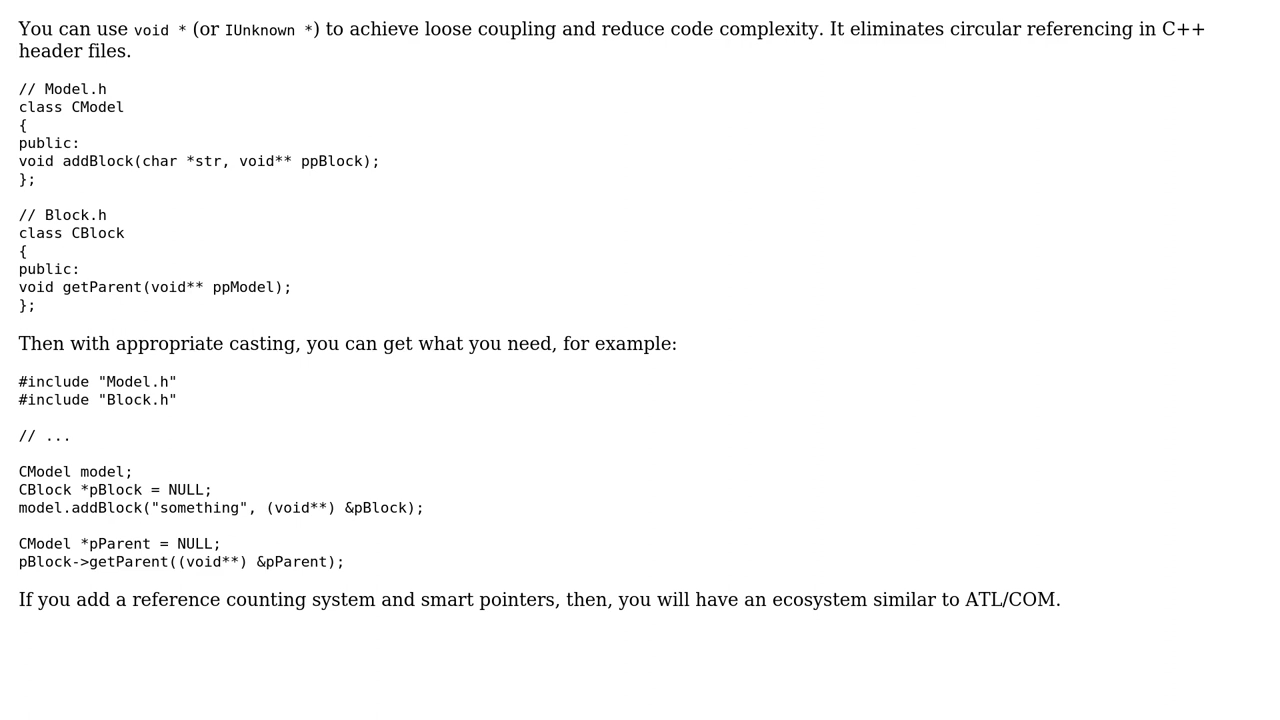 You can use void * (or IUnknown *) to achieve loose coupling and reduce code complexity. It eliminates circular referencing in C++
header files.
// Model.h
class CModel
{
public:
void addBlock(char *str, void** ppBlock);
};
// Block.h
class CBlock
{
public:
void getParent(void** ppModel);
};
Then with appropriate casting, you can get what you need, for example:
#include "Model.h"
#include "Block.h"
// ...
CModel model;
CBlock *pBlock = NULL;
model.addBlock("something", (void**) &pBlock);
CModel *pParent = NULL;
pBlock->getParent((void**) &pParent);
If you add a reference counting system and smart pointers, then, you will have an ecosystem similar to ATL/COM.